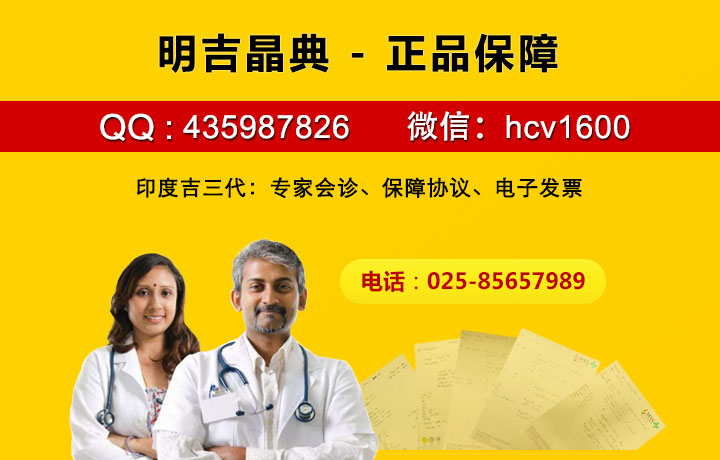 明吉晶典 - 正品保障
QQ : 435987826 微信：hcv1600
印度吉三代：专家会诊、保障协议、电子发票
电话 : 025-85657989